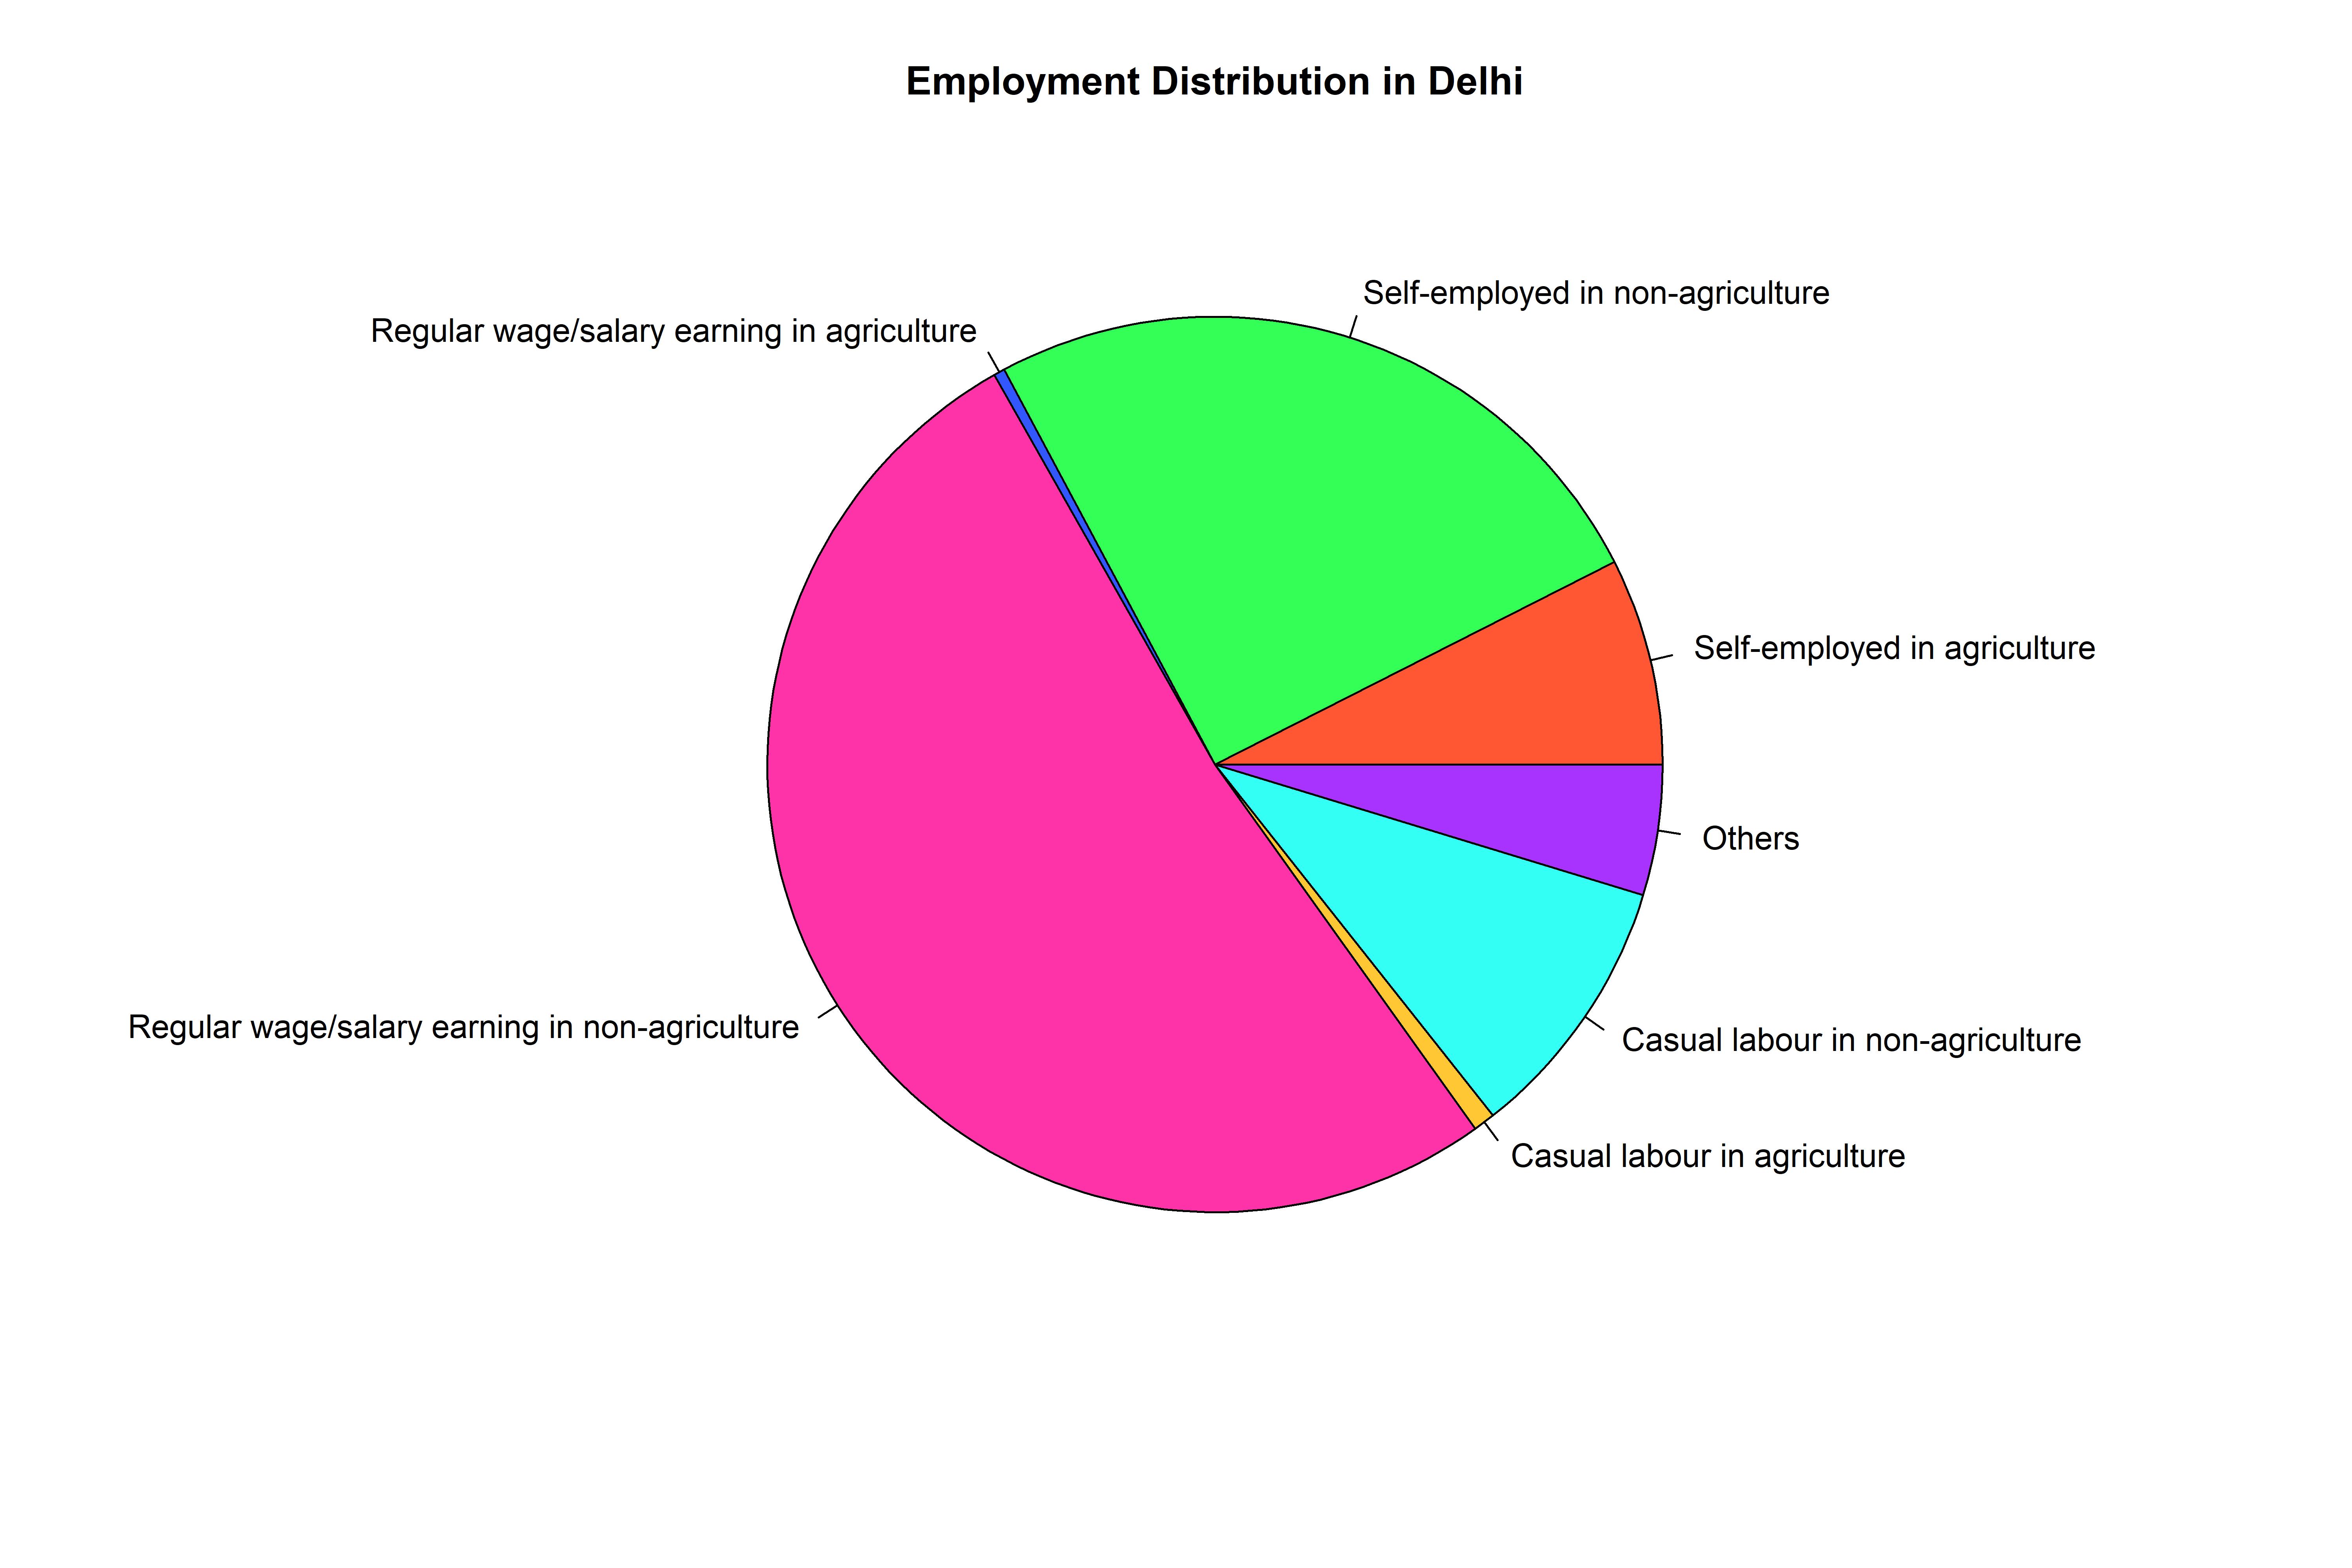 Employment Distribution in Delhi
Self-employed in non-agriculture
Regular wage/salary earning in agriculture
Self-employed in agriculture
Others
Regular wage/salary earning in non-agriculture
Casual labour in non-agriculture
Casual labour in agriculture